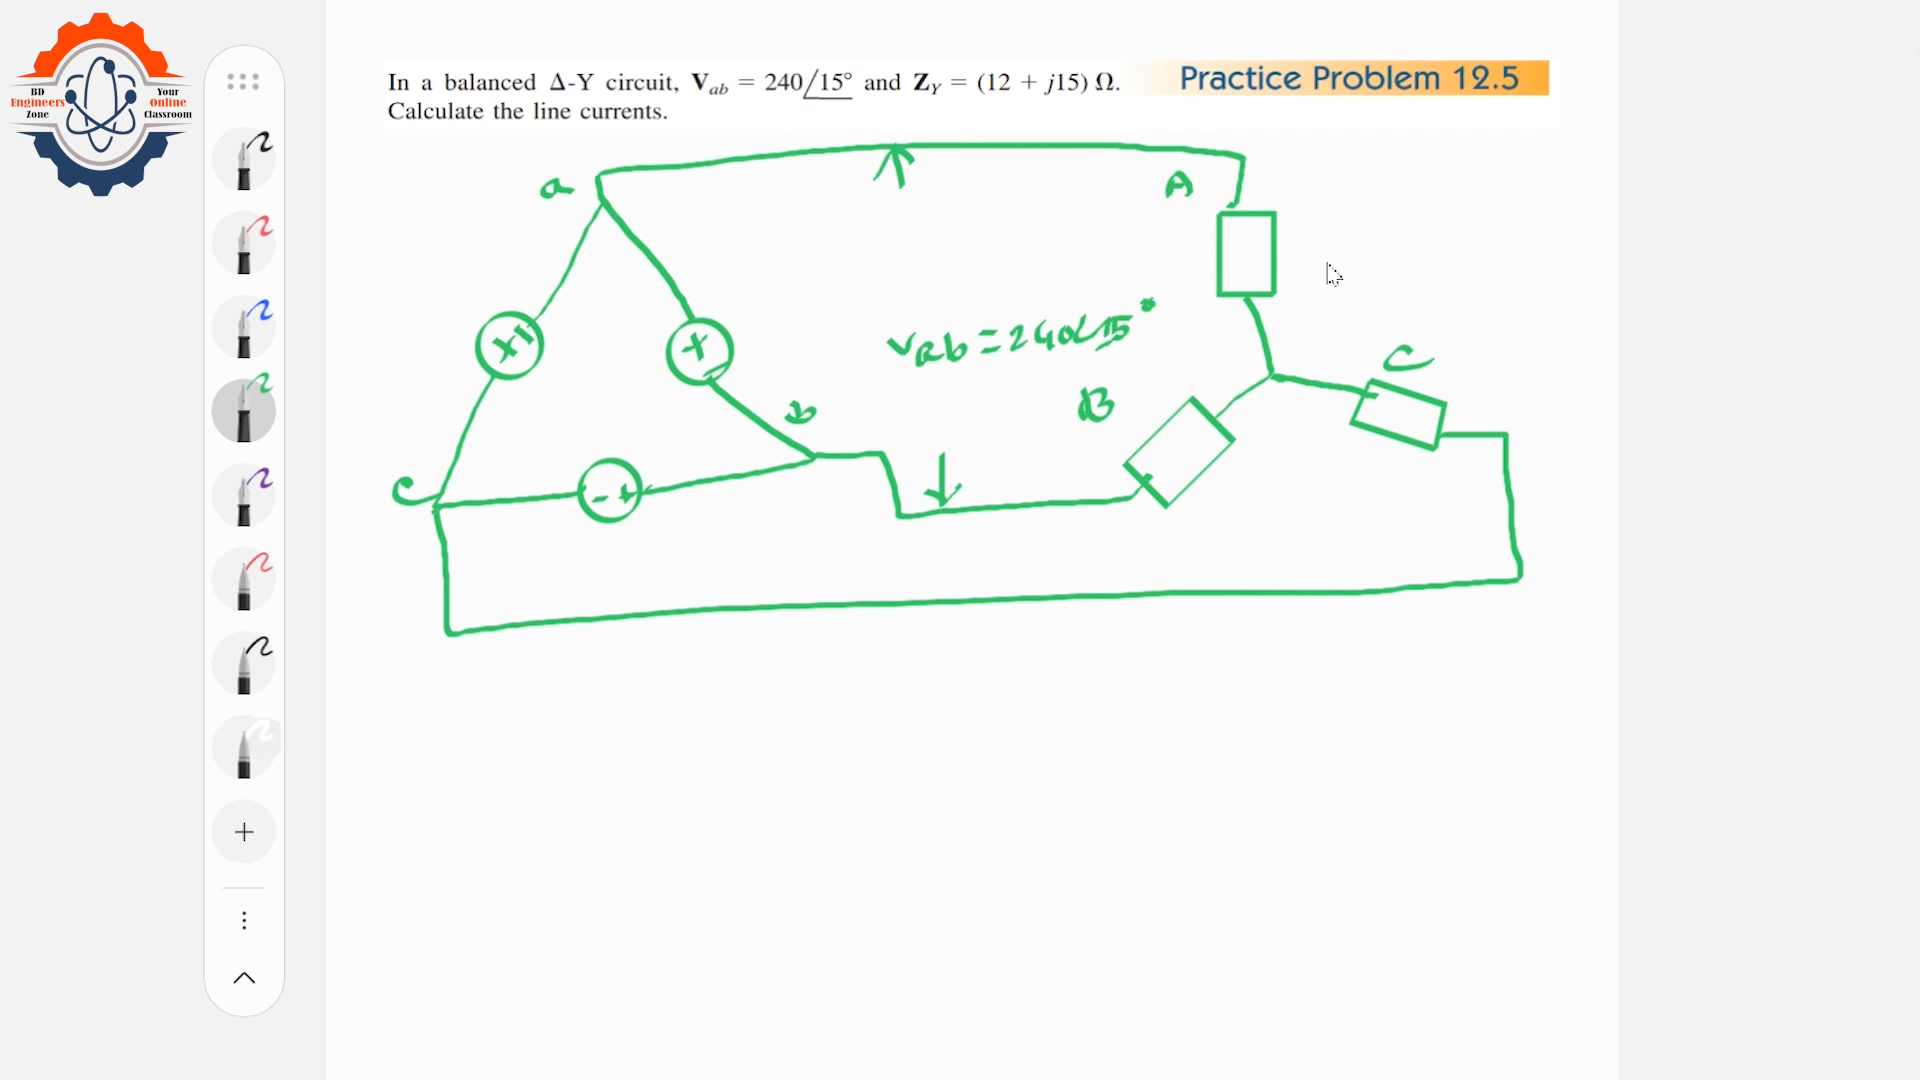 BD
Engineers
Zone
Your
Online
Classroom
In a balanced Δ-Y circuit, V_ab = 240/15° and Z_Y = (12 + j15) Ω.
Calculate the line currents.
Practice Problem 12.5
a
A
+
+
V_ab = 240∠15°
C
B
b
c
- +